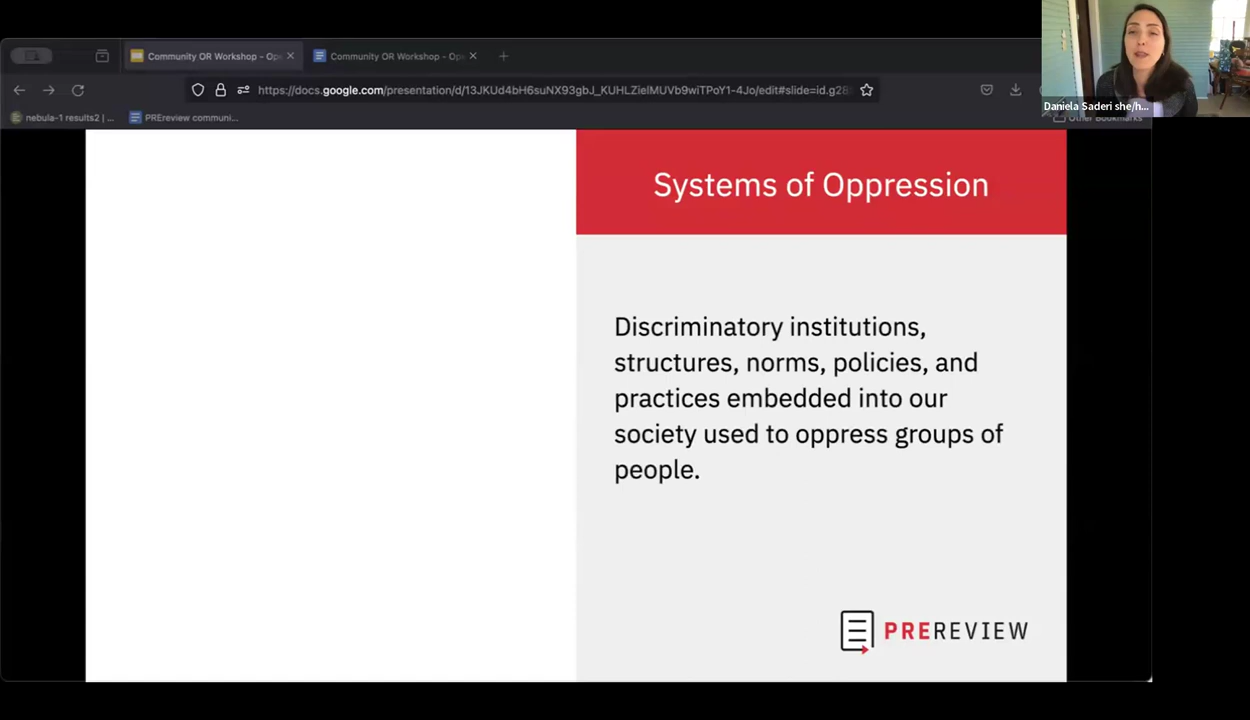 Community OR Workshop - Ope
Community OR Workshop - Ope
https://docs.google.com/presentation/d/13JKUd4bH6suNX93gbJ_KUHLZielMUVb9wiTPoY1-4Jo/edit#slide=id.g28
nebula-1 results2 | ...
PREreview communi...
Other Bookmarks
Daniela Saderi she/h...
Systems of Oppression
Discriminatory institutions,
structures, norms, policies, and
practices embedded into our
society used to oppress groups of
people.
PREREVIEW